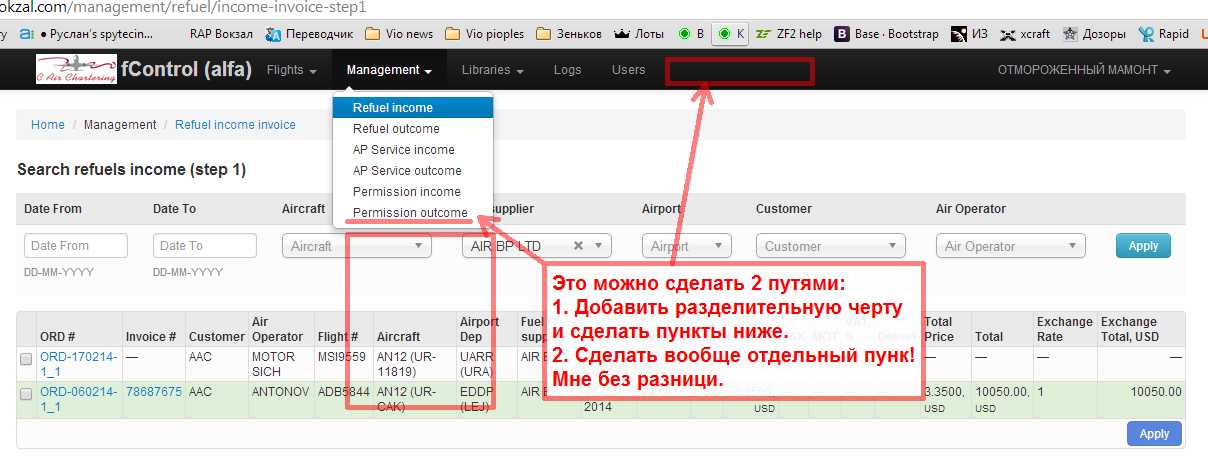 okzal.com/management/refuel/income-invoice-step1
Руслан's spytecin... RAP Вокзал Переводчик Vio news Vio pioples Зеньков Лоты B K ZF2 help Base · Bootstrap ИЗ xcraft Дозоры Rapid
C Air Chartering fControl (alfa) Flights Management Libraries Logs Users ОТМОРОЖЕННЫЙ МАМОНТ
Refuel income
Refuel outcome
AP Service income
AP Service outcome
Permission income
Permission outcome
Home / Management / Refuel income invoice
Search refuels income (step 1)
Date From Date To Aircraft supplier Airport Customer Air Operator
Date From Date To Aircraft AIR BP LTD Airport Customer Air Operator Apply
DD-MM-YYYY DD-MM-YYYY
Это можно сделать 2 путями:
1. Добавить разделительную черту
и сделать пункты ниже.
2. Сделать вообще отдельный пунк!
Мне без разници.
ORD # Invoice # Customer Air Operator Flight # Aircraft Airport Dep Fuel Total Price Total Exchange Rate Exchange Total, USD
ORD-170214-1_1 — AAC MOTOR SICH MSI9559 AN12 (UR-11819) UARR (URA) AIR — — — —
ORD-060214-1_1 78687675 AAC ANTONOV ADB5844 AN12 (UR-CAK) EDDP (LEJ) AIR 2014 USD 3.3500, USD 10050.00, USD 1 10050.00
Apply